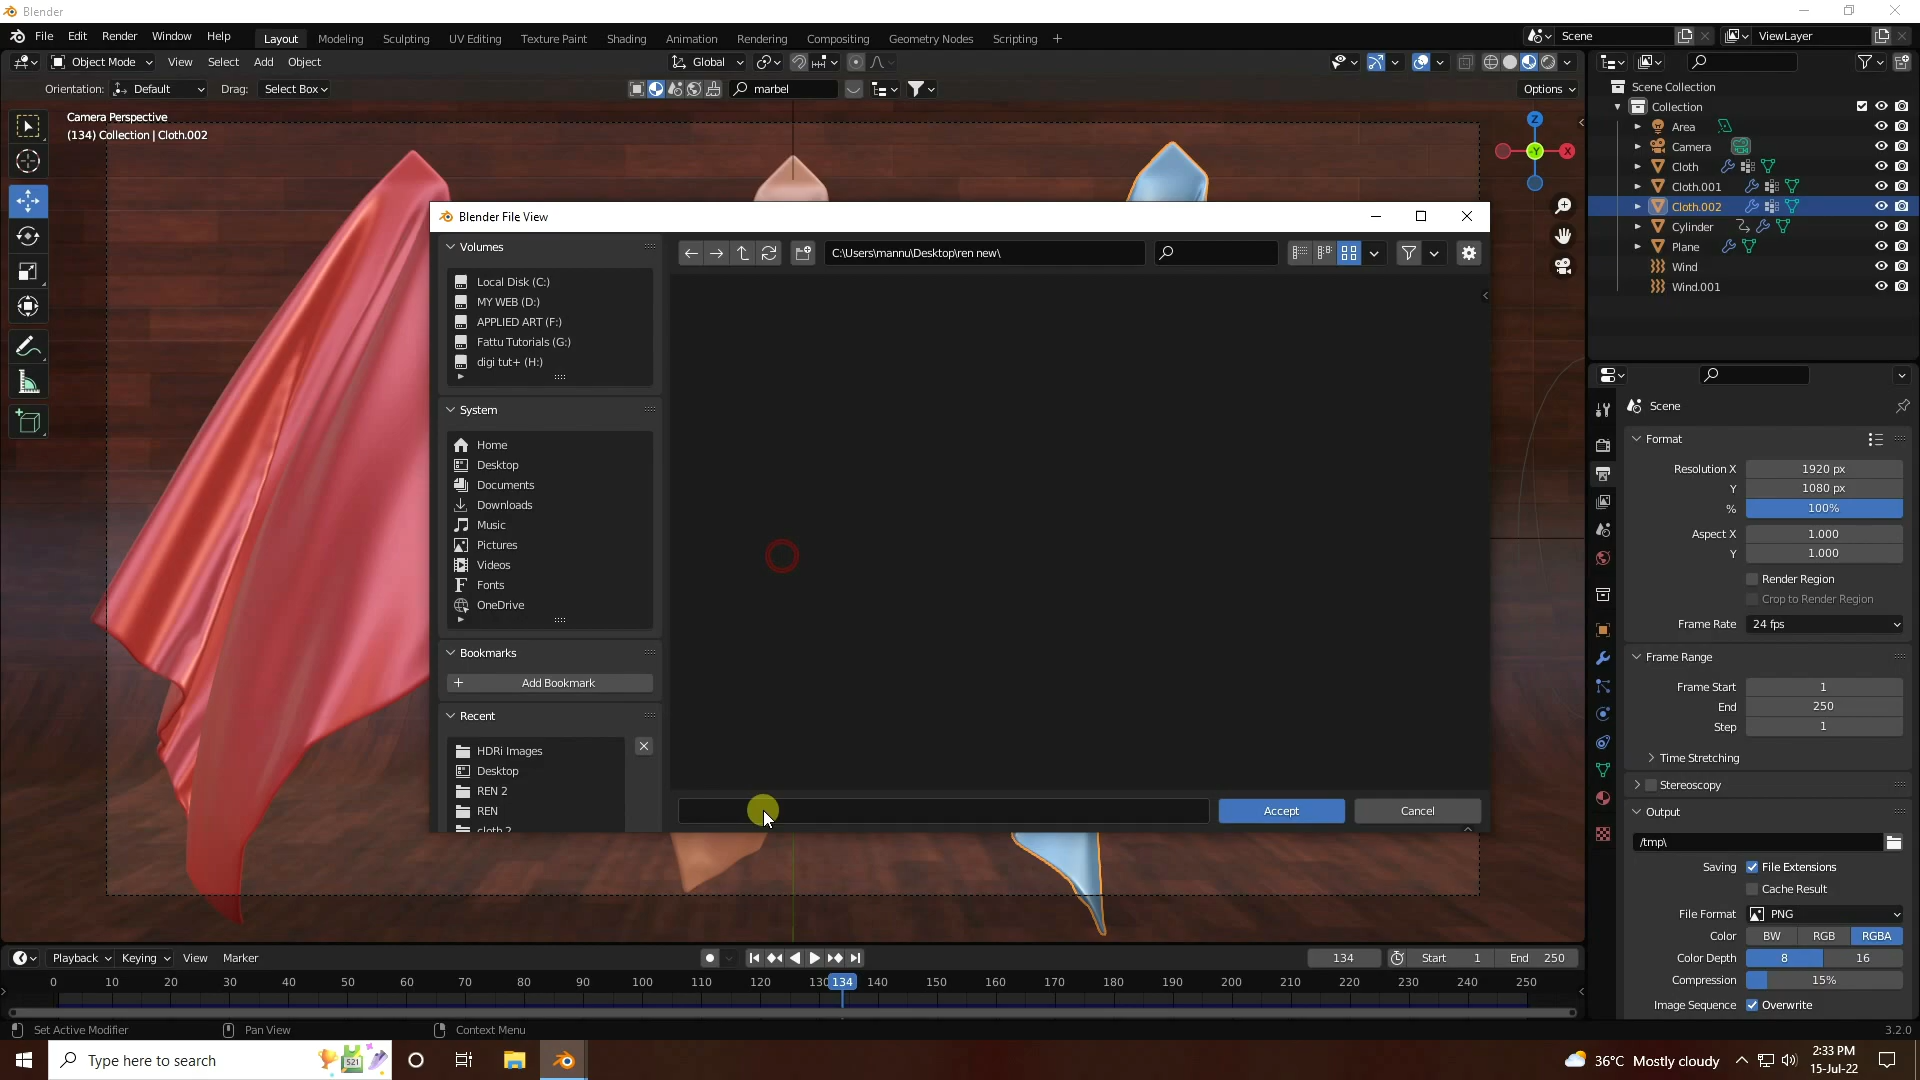 Blender
File Edit Render Window Help Layout Modeling Sculpting UV Editing Texture Paint Shading Animation Rendering Compositing Geometry Nodes Scripting + Scene ViewLayer
Object Mode View Select Add Object Global
Orientation: Default Drag: Select Box marbel Options
Camera Perspective
(134) Collection | Cloth.002
Z
X
-Y
Scene Collection
Collection
Area
Camera
Cloth
Cloth.001
Cloth.002
Cylinder
Plane
Wind
Wind.001
Blender File View
Volumes
Local Disk (C:)
MY WEB (D:)
APPLIED ART (F:)
Fattu Tutorials (G:)
digi tut+ (H:)
System
Home
Desktop
Documents
Downloads
Music
Pictures
Videos
Fonts
OneDrive
Bookmarks
Add Bookmark
Recent
HDRi Images
Desktop
REN 2
REN
cloth 2
C:\Users\mannu\Desktop\ren new\
Accept Cancel
Scene
Format
Resolution X 1920 px
Y 1080 px
% 100%
Aspect X 1.000
Y 1.000
Render Region
Crop to Render Region
Frame Rate 24 fps
Frame Range
Frame Start 1
End 250
Step 1
Time Stretching
Stereoscopy
Output
/tmp\
Saving File Extensions
Cache Result
File Format PNG
Color BW RGB RGBA
Color Depth 8 16
Compression 15%
Image Sequence Overwrite
Playback Keying View Marker 134 Start 1 End 250
0 10 20 30 40 50 60 70 80 90 100 110 120 130 134 140 150 160 170 180 190 200 210 220 230 240 250
Set Active Modifier Pan View Context Menu 3.2.0
Type here to search 521 36°C Mostly cloudy 2:33 PM
15-Jul-22